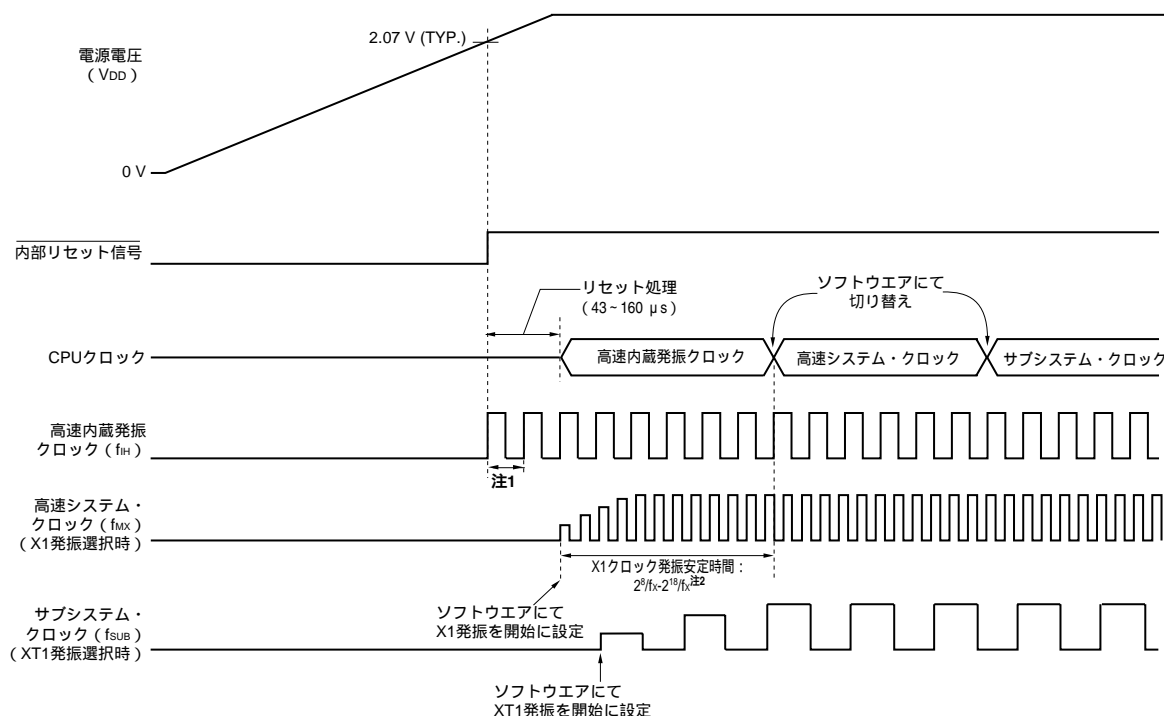 電源電圧
（VDD）
2.07 V (TYP.)
0 V
内部リセット信号
リセット処理
（43～160 μs）
ソフトウエアにて
切り替え
CPUクロック
高速内蔵発振クロック
高速システム・クロック
サブシステム・クロック
高速内蔵発振
クロック（fIH）
注1
高速システム・
クロック（fMX）
（X1発振選択時）
X1クロック発振安定時間：
2^8/fX-2^18/fX 注2
ソフトウエアにて
X1発振を開始に設定
サブシステム・
クロック（fSUB）
（XT1発振選択時）
ソフトウエアにて
XT1発振を開始に設定